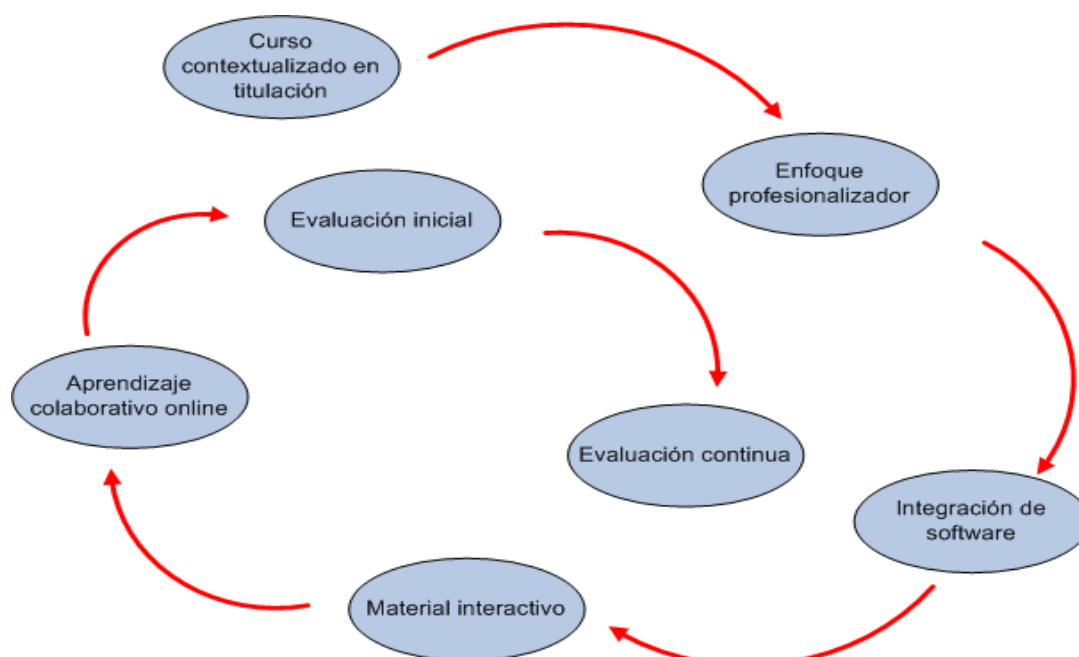 Curso
contextualizado en
titulación
Enfoque
profesionalizador
Evaluación inicial
Aprendizaje
colaborativo online
Evaluación continua
Integración de
software
Material interactivo